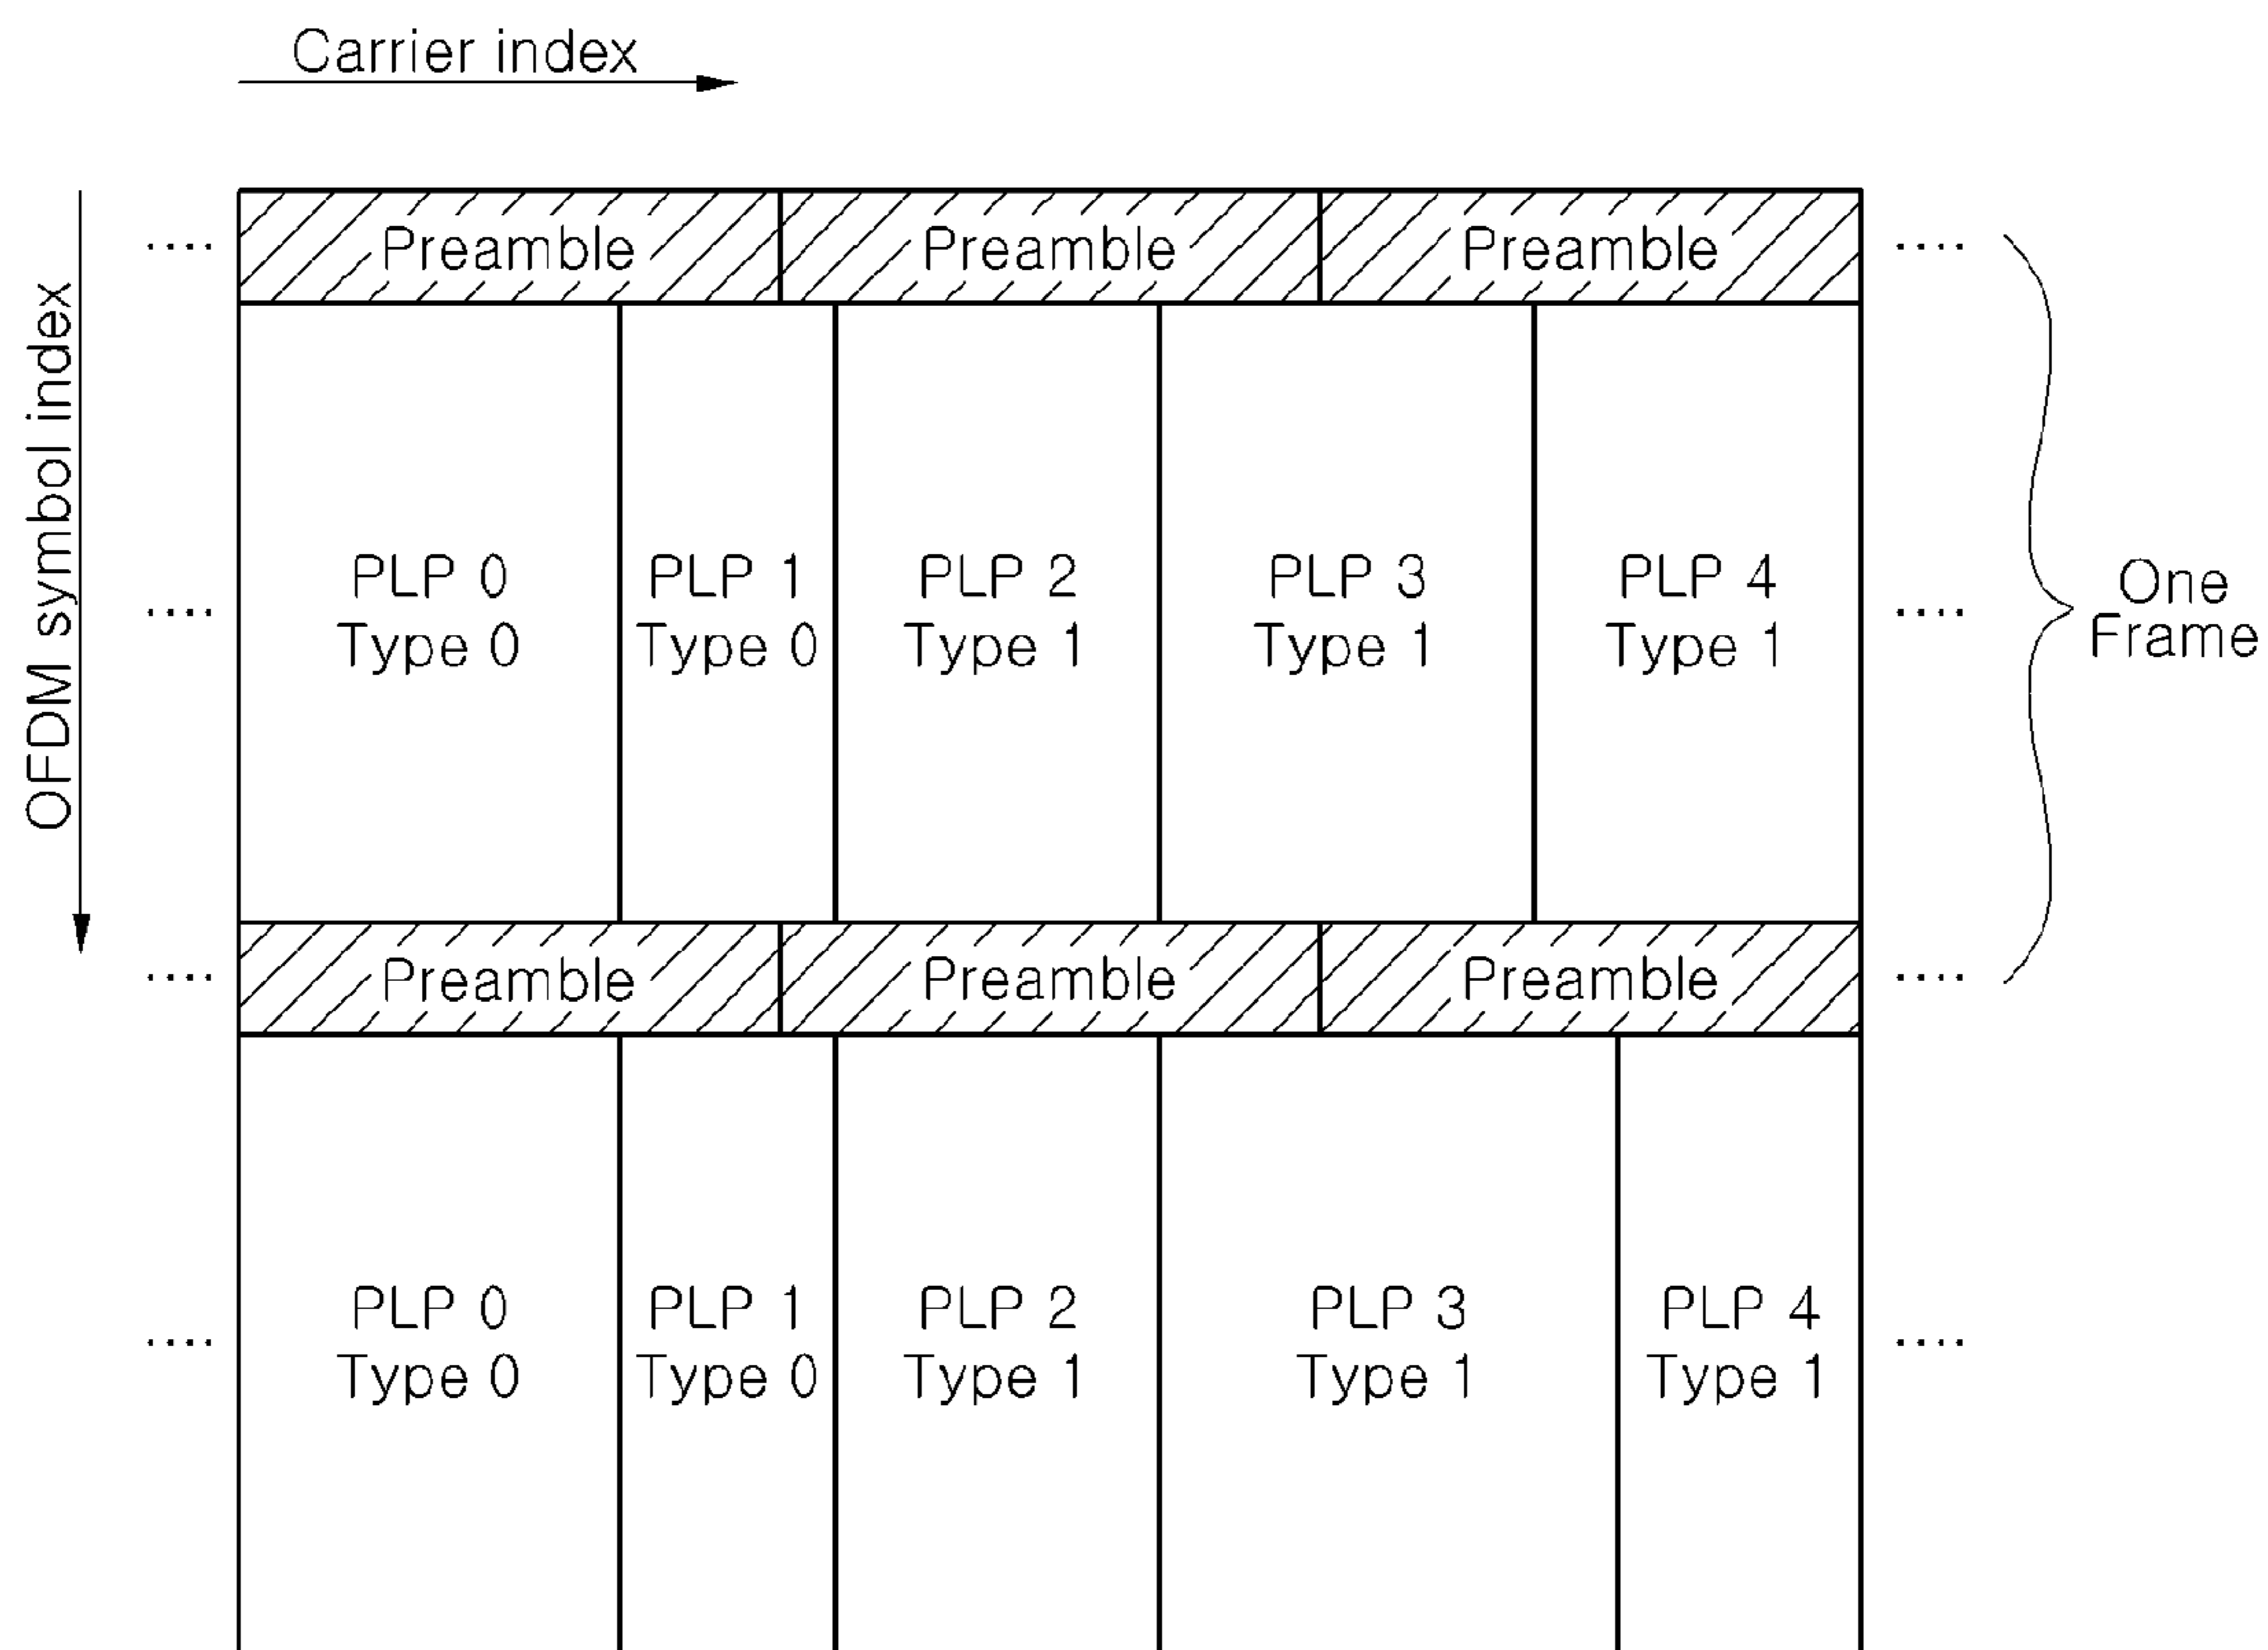 Carrier index
OFDM symbol index
.... Preamble Preamble Preamble ....
PLP 0 PLP 1 PLP 2 PLP 3 PLP 4
.... Type 0 Type 0 Type 1 Type 1 Type 1 ....
One
Frame
.... Preamble Preamble Preamble ....
PLP 0 PLP 1 PLP 2 PLP 3 PLP 4
.... Type 0 Type 0 Type 1 Type 1 Type 1 ....